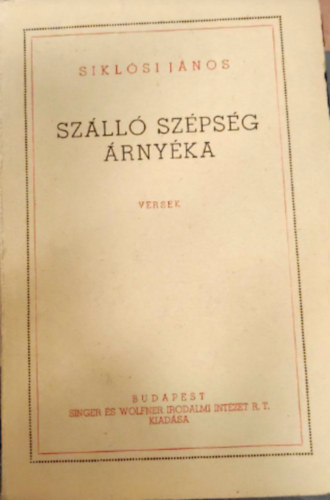 SIKLÓSI JÁNOS
SZÁLLÓ SZÉPSÉG
ÁRNYÉKA
VERSEK
BUDAPEST
SINGER ÉS WOLFNER IRODALMI INTÉZET R. T.
KIADÁSA